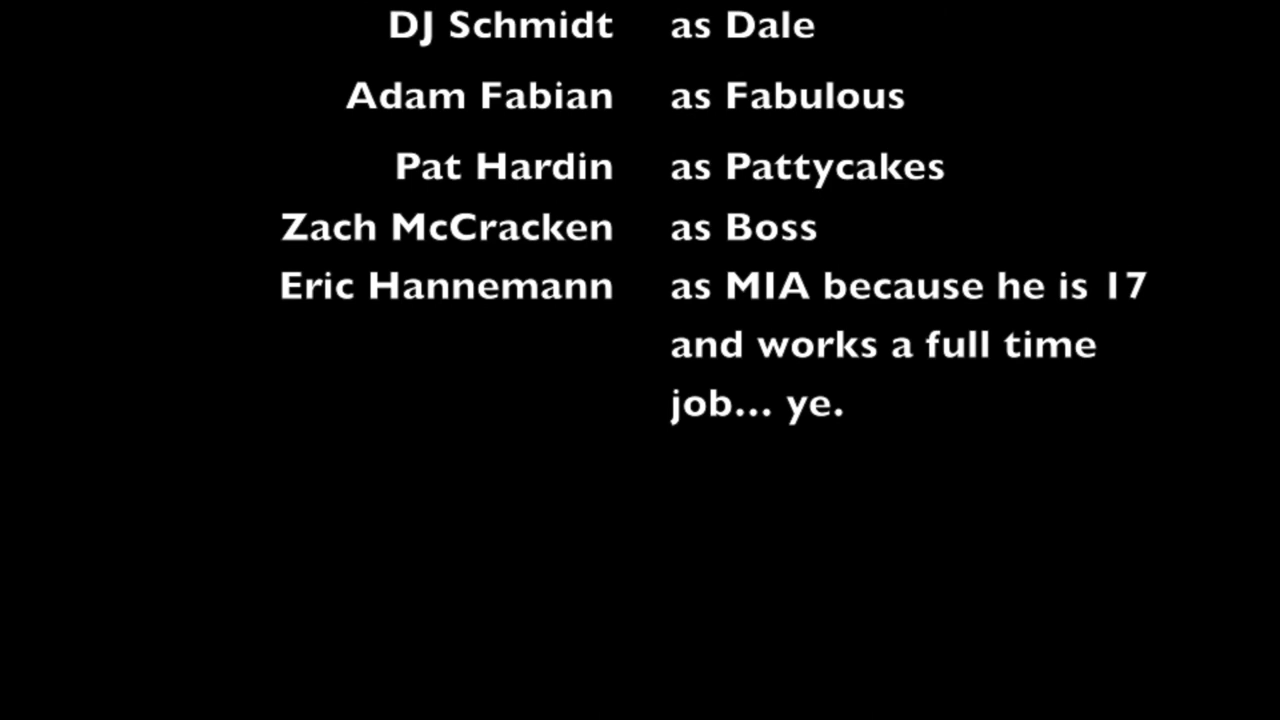 DJ Schmidt as Dale
Adam Fabian as Fabulous
Pat Hardin as Pattycakes
Zach McCracken as Boss
Eric Hannemann as MIA because he is 17
and works a full time
job... ye.